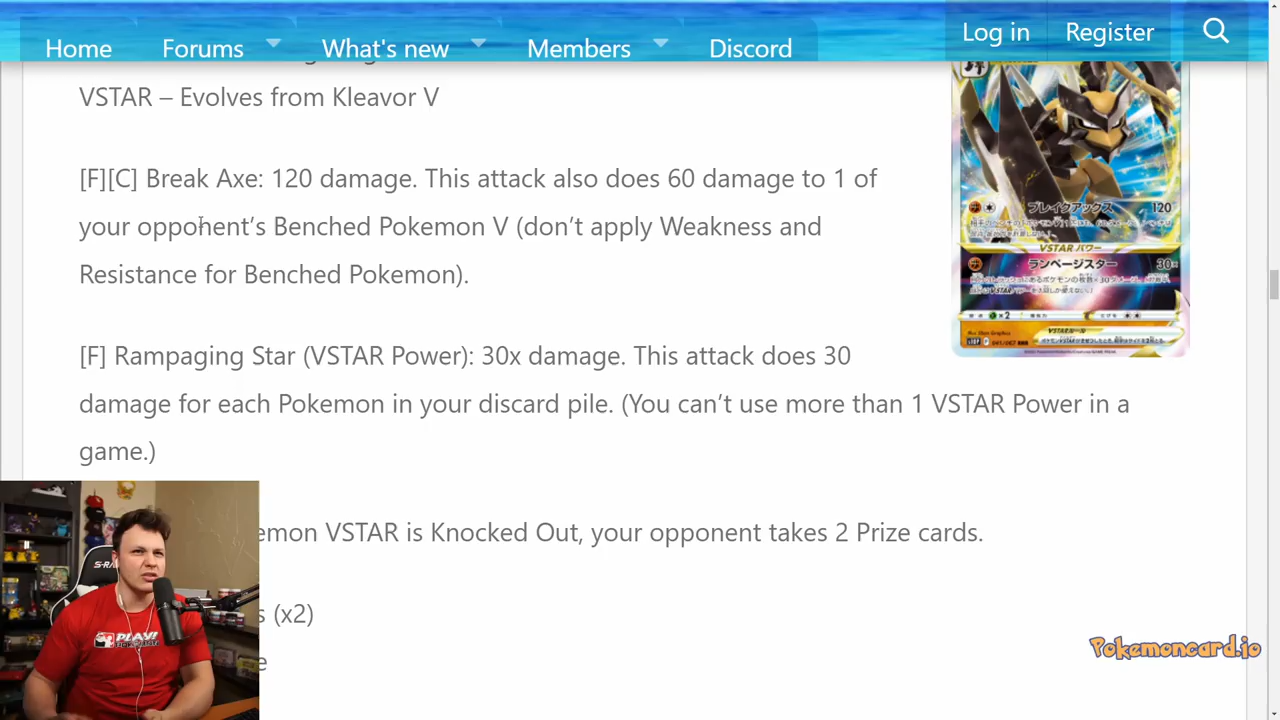 Home
Forums
What's new
Members
Discord
Log in
Register
VSTAR – Evolves from Kleavor V
[F][C] Break Axe: 120 damage. This attack also does 60 damage to 1 of
your opponent's Benched Pokemon V (don't apply Weakness and
Resistance for Benched Pokemon).
[F] Rampaging Star (VSTAR Power): 30x damage. This attack does 30
damage for each Pokemon in your discard pile. (You can't use more than 1 VSTAR Power in a
game.)
emon VSTAR is Knocked Out, your opponent takes 2 Prize cards.
s (x2)
e
ブレイクアックス 120
VSTARパワー
ランページスター 30×
PLAY!
Pokemoncard.io